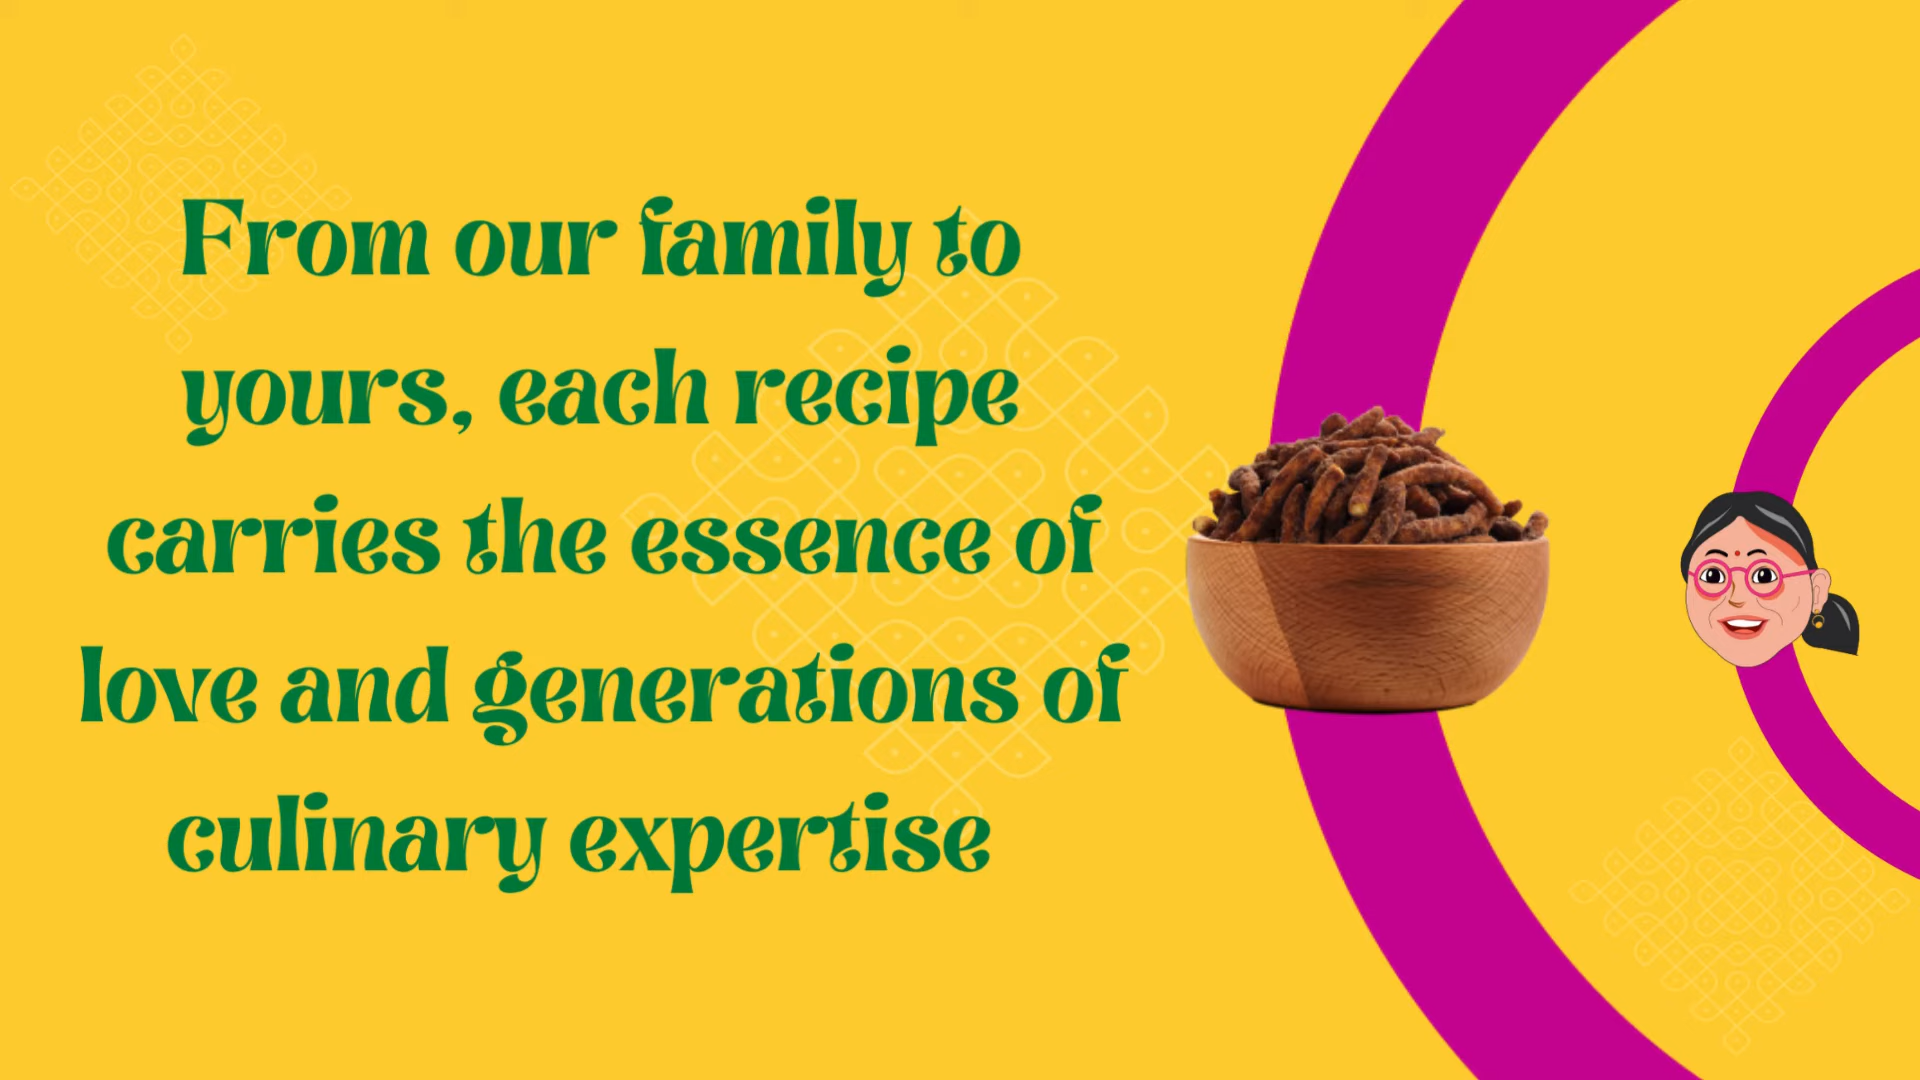 From our family to
yours, each recipe
carries the essence of
love and generations of
culinary expertise